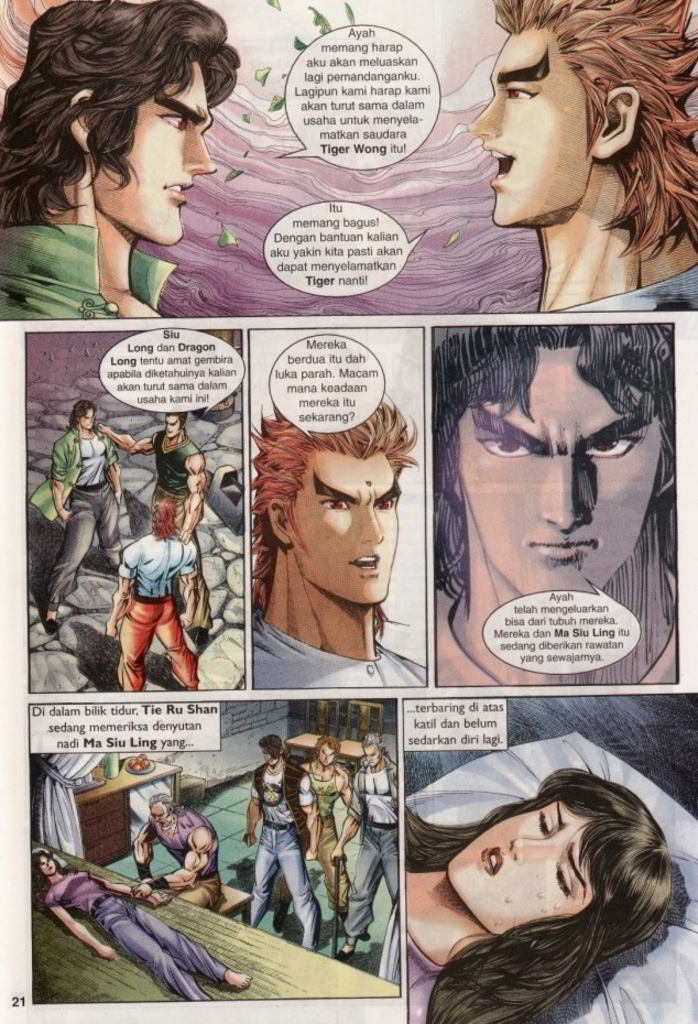 Ayah
memang harap
aku akan meluaskan
lagi pemandanganku.
Lagipun kami harap kami
akan turut sama dalam
usaha untuk menyela-
matkan saudara
Tiger Wong itu!
Itu
memang bagus!
Dengan bantuan kalian
aku yakin kita pasti akan
dapat menyelamatkan
Tiger nanti!
Siu
Long dan Dragon
Long tentu amat gembira
apabila diketahuinya kalian
akan turut sama dalam
usaha kami ini!
Mereka
berdua itu dah
luka parah. Macam
mana keadaan
mereka itu
sekarang?
Ayah
telah mengeluarkan
bisa dari tubuh mereka.
Mereka dan Ma Siu Ling itu
sedang diberikan rawatan
yang sewajarnya.
Di dalam bilik tidur, Tie Ru Shan
sedang memeriksa denyutan
nadi Ma Siu Ling yang...
...terbaring di atas
katil dan belum
sedarkan diri lagi.
21